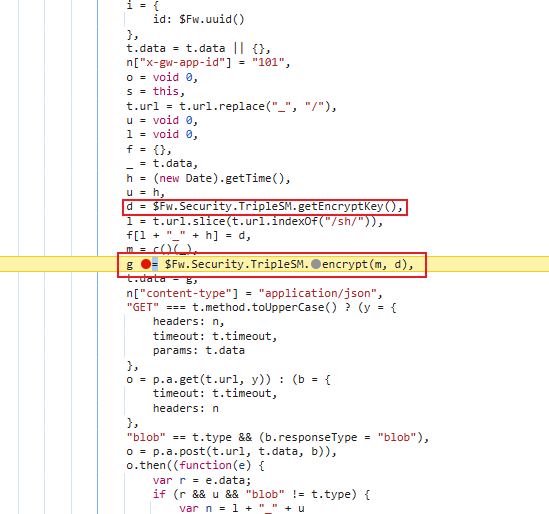 i = {
id: $Fw.uuid()
},
t.data = t.data || {},
n["x-gw-app-id"] = "101",
o = void 0,
s = this,
t.url = t.url.replace("_", "/"),
u = void 0,
l = void 0,
f = {},
_ = t.data,
h = (new Date).getTime(),
u = h,
d = $Fw.Security.TripleSM.getEncryptKey(),
l = t.url.slice(t.url.indexOf("/sh/")),
f[l + "_" + h] = d,
m = c()(_),
g = $Fw.Security.TripleSM.encrypt(m, d),
t.data = g,
n["content-type"] = "application/json",
"GET" === t.method.toUpperCase() ? (y = {
headers: n,
timeout: t.timeout,
params: t.data
},
o = p.a.get(t.url, y)) : (b = {
timeout: t.timeout,
headers: n
},
"blob" == t.type && (b.responseType = "blob"),
o = p.a.post(t.url, t.data, b)),
o.then((function(e) {
var r = e.data;
if (r && u && "blob" != t.type) {
var n = l + "_" + u